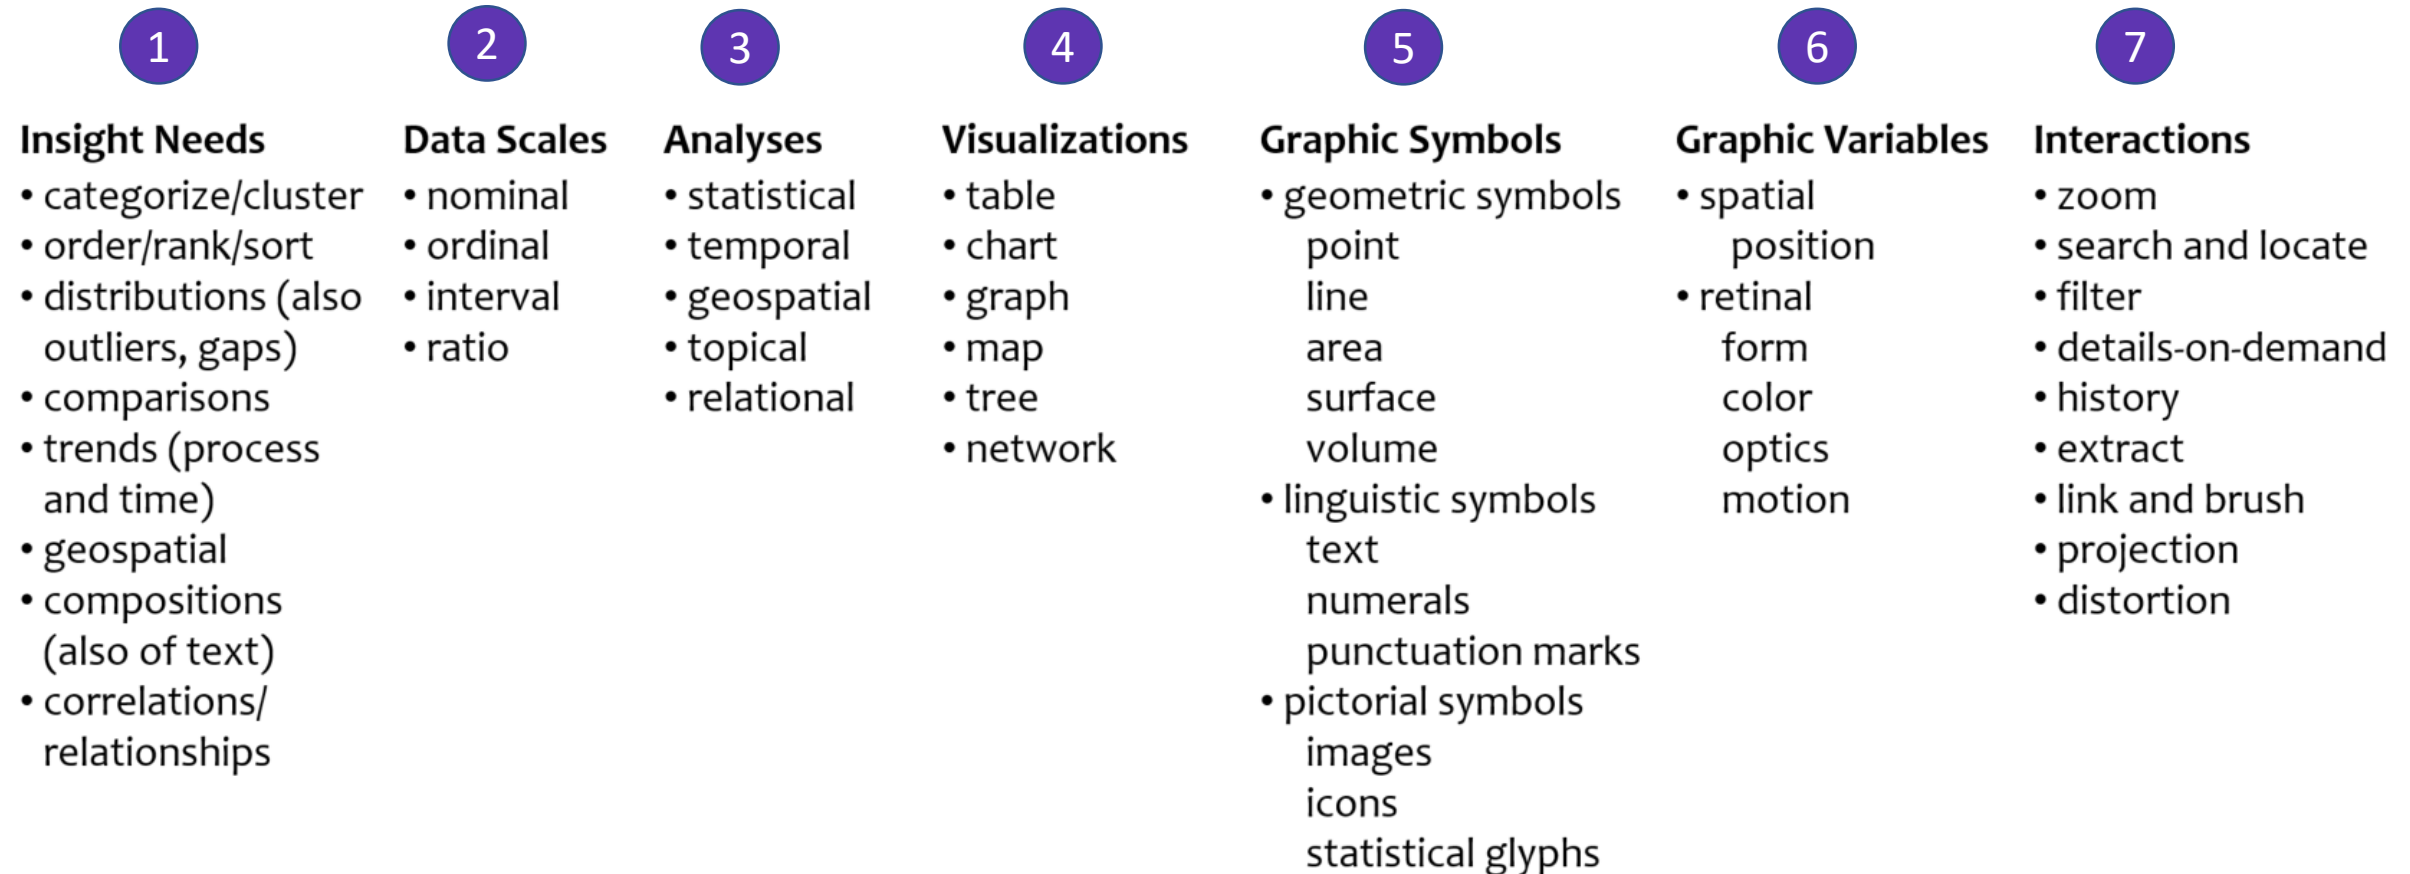 1
2
3
4
5
6
7
Insight Needs
• categorize/cluster
• order/rank/sort
• distributions (also
outliers, gaps)
• comparisons
• trends (process
and time)
• geospatial
• compositions
(also of text)
• correlations/
relationships
Data Scales
• nominal
• ordinal
• interval
• ratio
Analyses
• statistical
• temporal
• geospatial
• topical
• relational
Visualizations
• table
• chart
• graph
• map
• tree
• network
Graphic Symbols
• geometric symbols
point
line
area
surface
volume
• linguistic symbols
text
numerals
punctuation marks
• pictorial symbols
images
icons
statistical glyphs
Graphic Variables
• spatial
position
• retinal
form
color
optics
motion
Interactions
• zoom
• search and locate
• filter
• details-on-demand
• history
• extract
• link and brush
• projection
• distortion